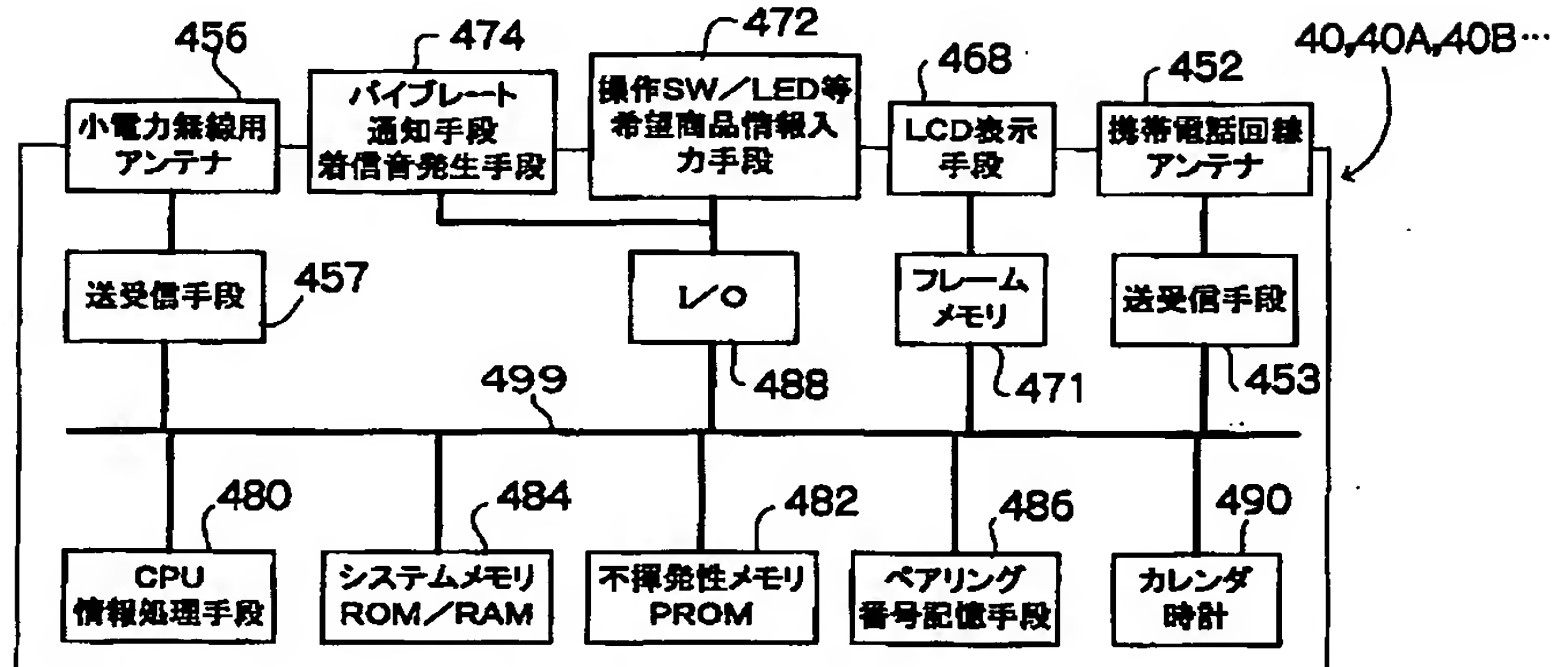 456
474
472
468
452
40,40A,40B…
小電力無線用
アンテナ
バイブレート
通知手段
着信音発生手段
操作SW／LED等
希望商品情報入
力手段
LCD表示
手段
携帯電話回線
アンテナ
送受信手段
457
I／O
488
フレーム
メモリ
471
送受信手段
453
499
480
484
482
486
490
CPU
情報処理手段
システムメモリ
ROM／RAM
不揮発性メモリ
PROM
ペアリング
番号記憶手段
カレンダ
時計